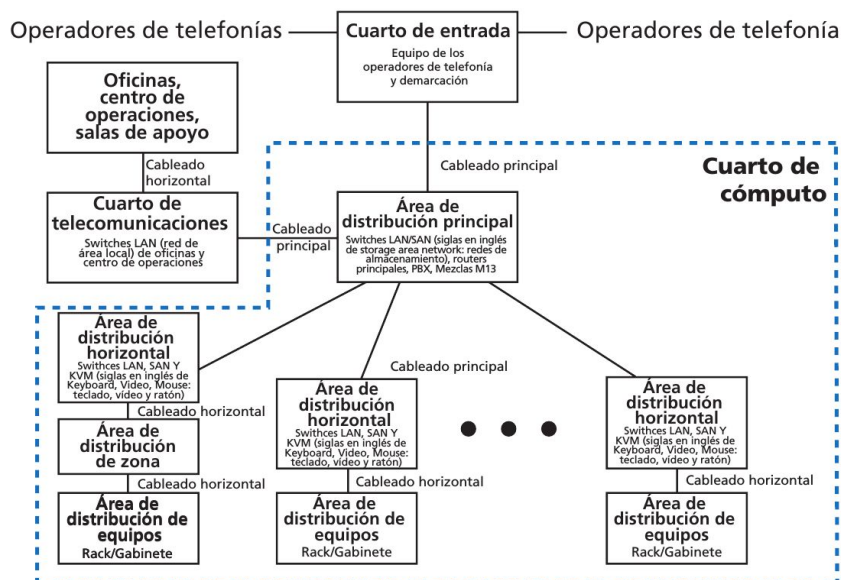 Operadores de telefonías
Cuarto de entrada
Equipo de los
operadores de telefonía
y demarcación
Operadores de telefonía
Oficinas,
centro de
operaciones,
salas de apoyo
Cableado
horizontal
Cableado principal
Cuarto de
cómputo
Cuarto de
telecomunicaciones
Switches LAN (red de
área local) de oficinas y
centro de operaciones
Cableado
principal
Área de
distribución principal
Switches LAN/SAN (siglas en inglés
de storage area network: redes de
almacenamiento), routers
principales, PBX, Mezclas M13
Área de
distribución
horizontal
Swithces LAN, SAN Y
KVM (siglas en inglés de
Keyboard, Video, Mouse:
teclado, vídeo y ratón)
Cableado horizontal
Área de
distribución
de zona
Cableado horizontal
Área de
distribución de
equipos
Rack/Gabinete
Cableado principal
Área de
distribución
horizontal
Swithces LAN, SAN Y
KVM (siglas en inglés de
Keyboard, Video, Mouse:
teclado, vídeo y ratón)
Cableado horizontal
Área de
distribución de
equipos
Rack/Gabinete
Área de
distribución
horizontal
Swithces LAN, SAN Y
KVM (siglas en inglés de
Keyboard, Video, Mouse:
teclado, vídeo y ratón)
Cableado horizontal
Área de
distribución de
equipos
Rack/Gabinete